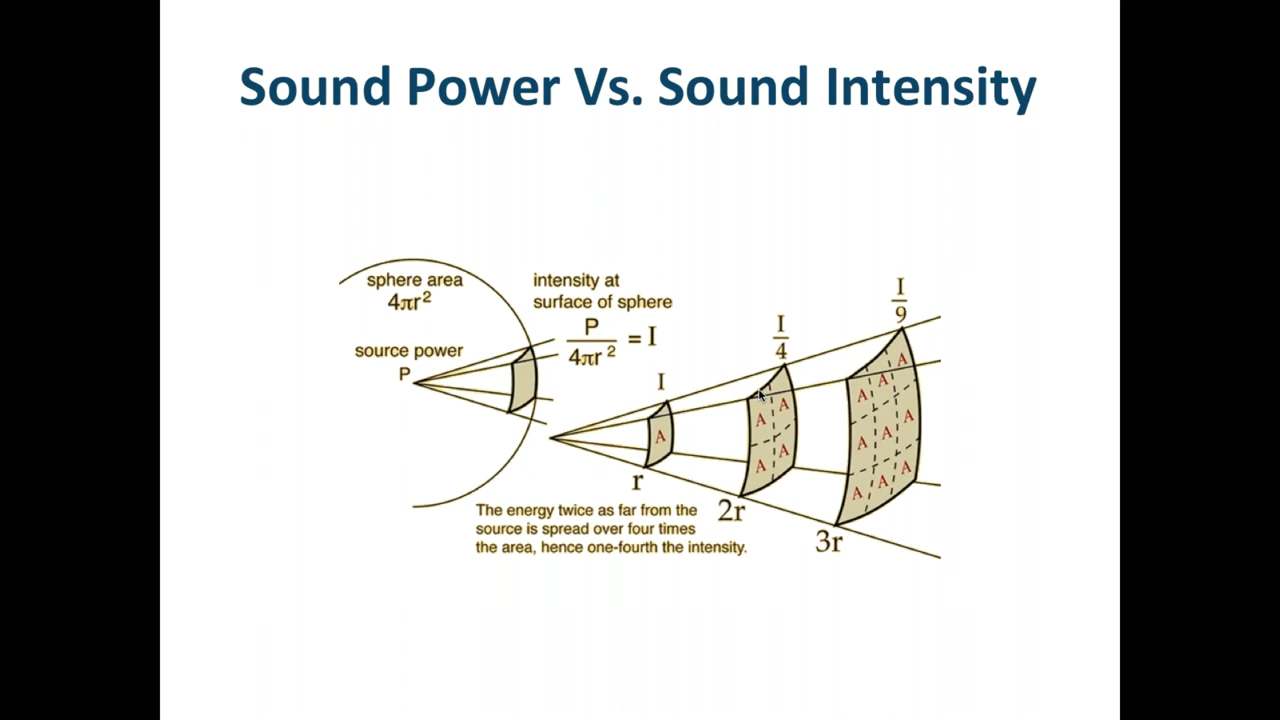 Sound Power Vs. Sound Intensity
sphere area
4πr²
source power
P
intensity at
surface of sphere
P
4πr² = I
I
A
r
I
4
A
A
A
A
2r
I
9
A
A
A
A
A
A
A
A
A
3r
The energy twice as far from the
source is spread over four times
the area, hence one-fourth the intensity.